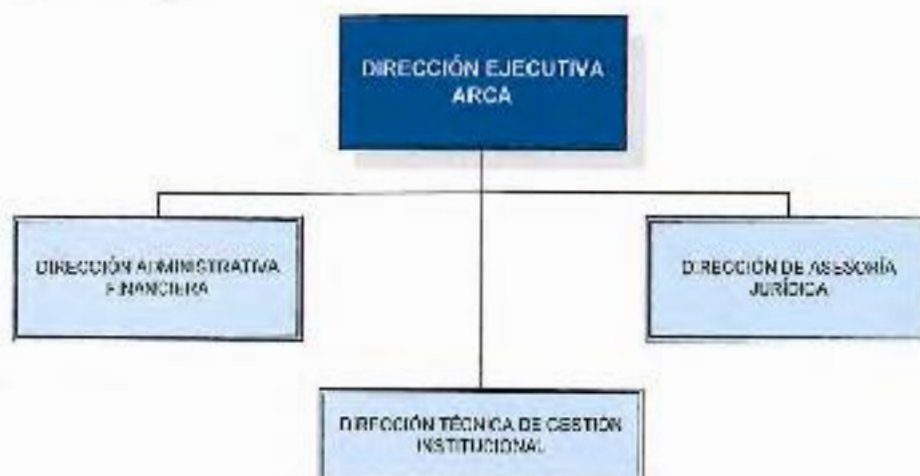 DIRECCIÓN EJECUTIVA
ARCA
DIRECCIÓN ADMINISTRATIVA
FINANCIERA
DIRECCIÓN DE ASESORÍA
JURÍDICA
DIRECCIÓN TÉCNICA DE GESTIÓN
INSTITUCIONAL